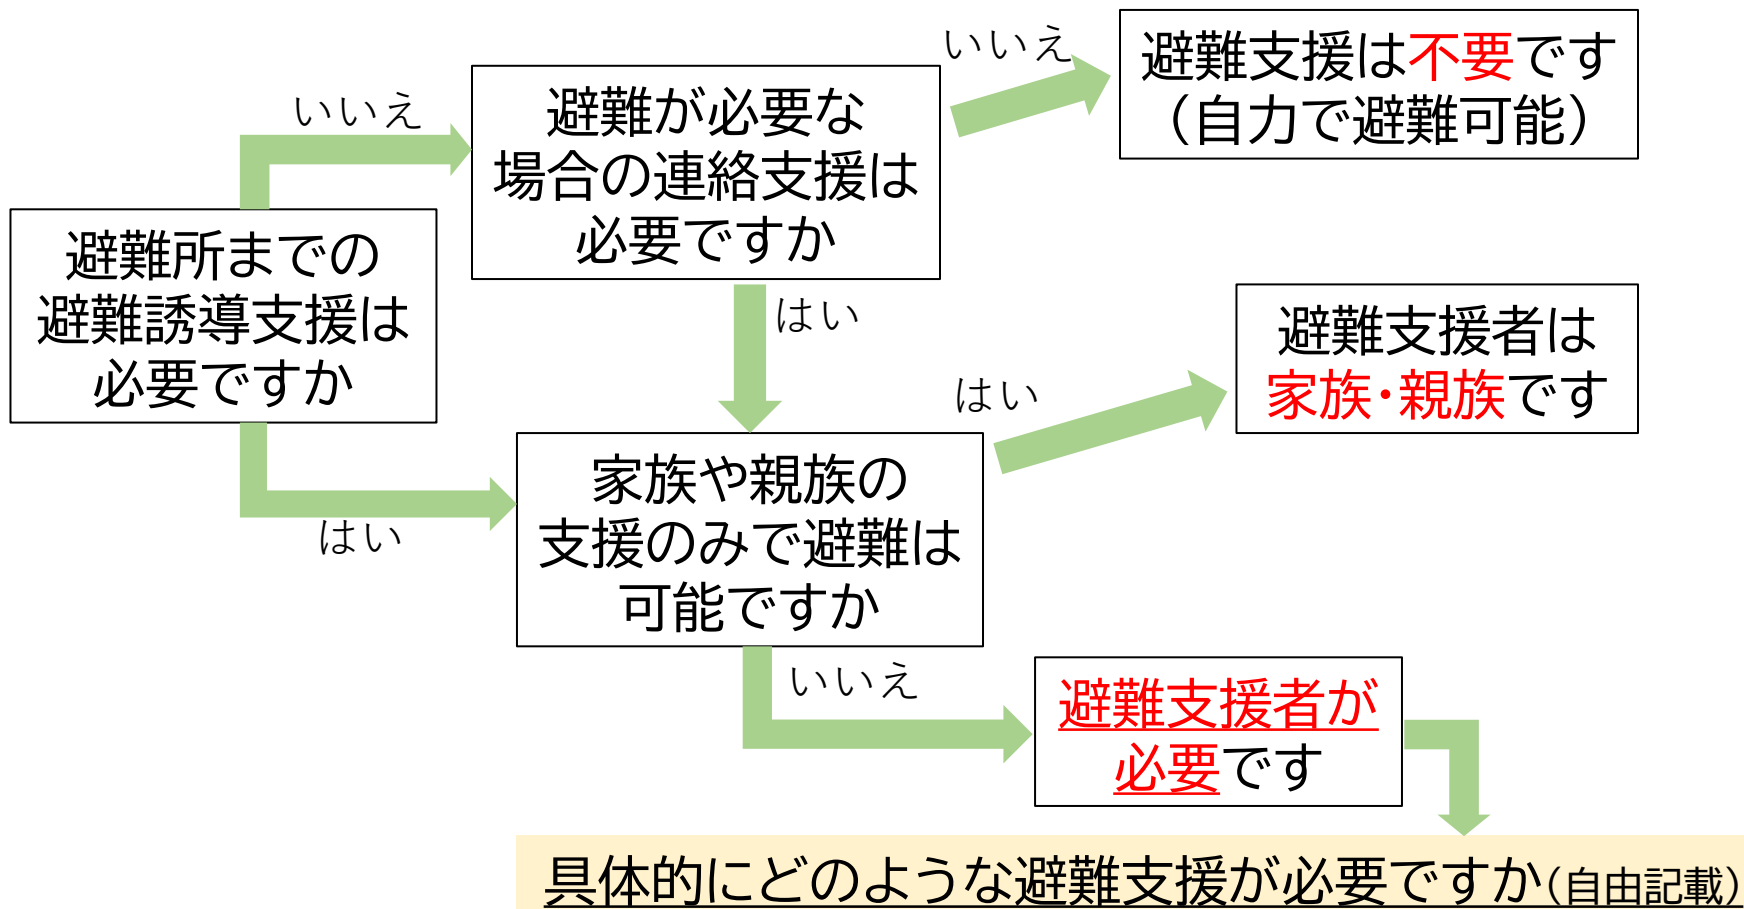 避難所までの
避難誘導支援は
必要ですか
いいえ
はい
避難が必要な
場合の連絡支援は
必要ですか
いいえ
はい
避難支援は不要です
（自力で避難可能）
家族や親族の
支援のみで避難は
可能ですか
はい
いいえ
避難支援者は
家族・親族です
避難支援者が
必要です
具体的にどのような避難支援が必要ですか（自由記載）